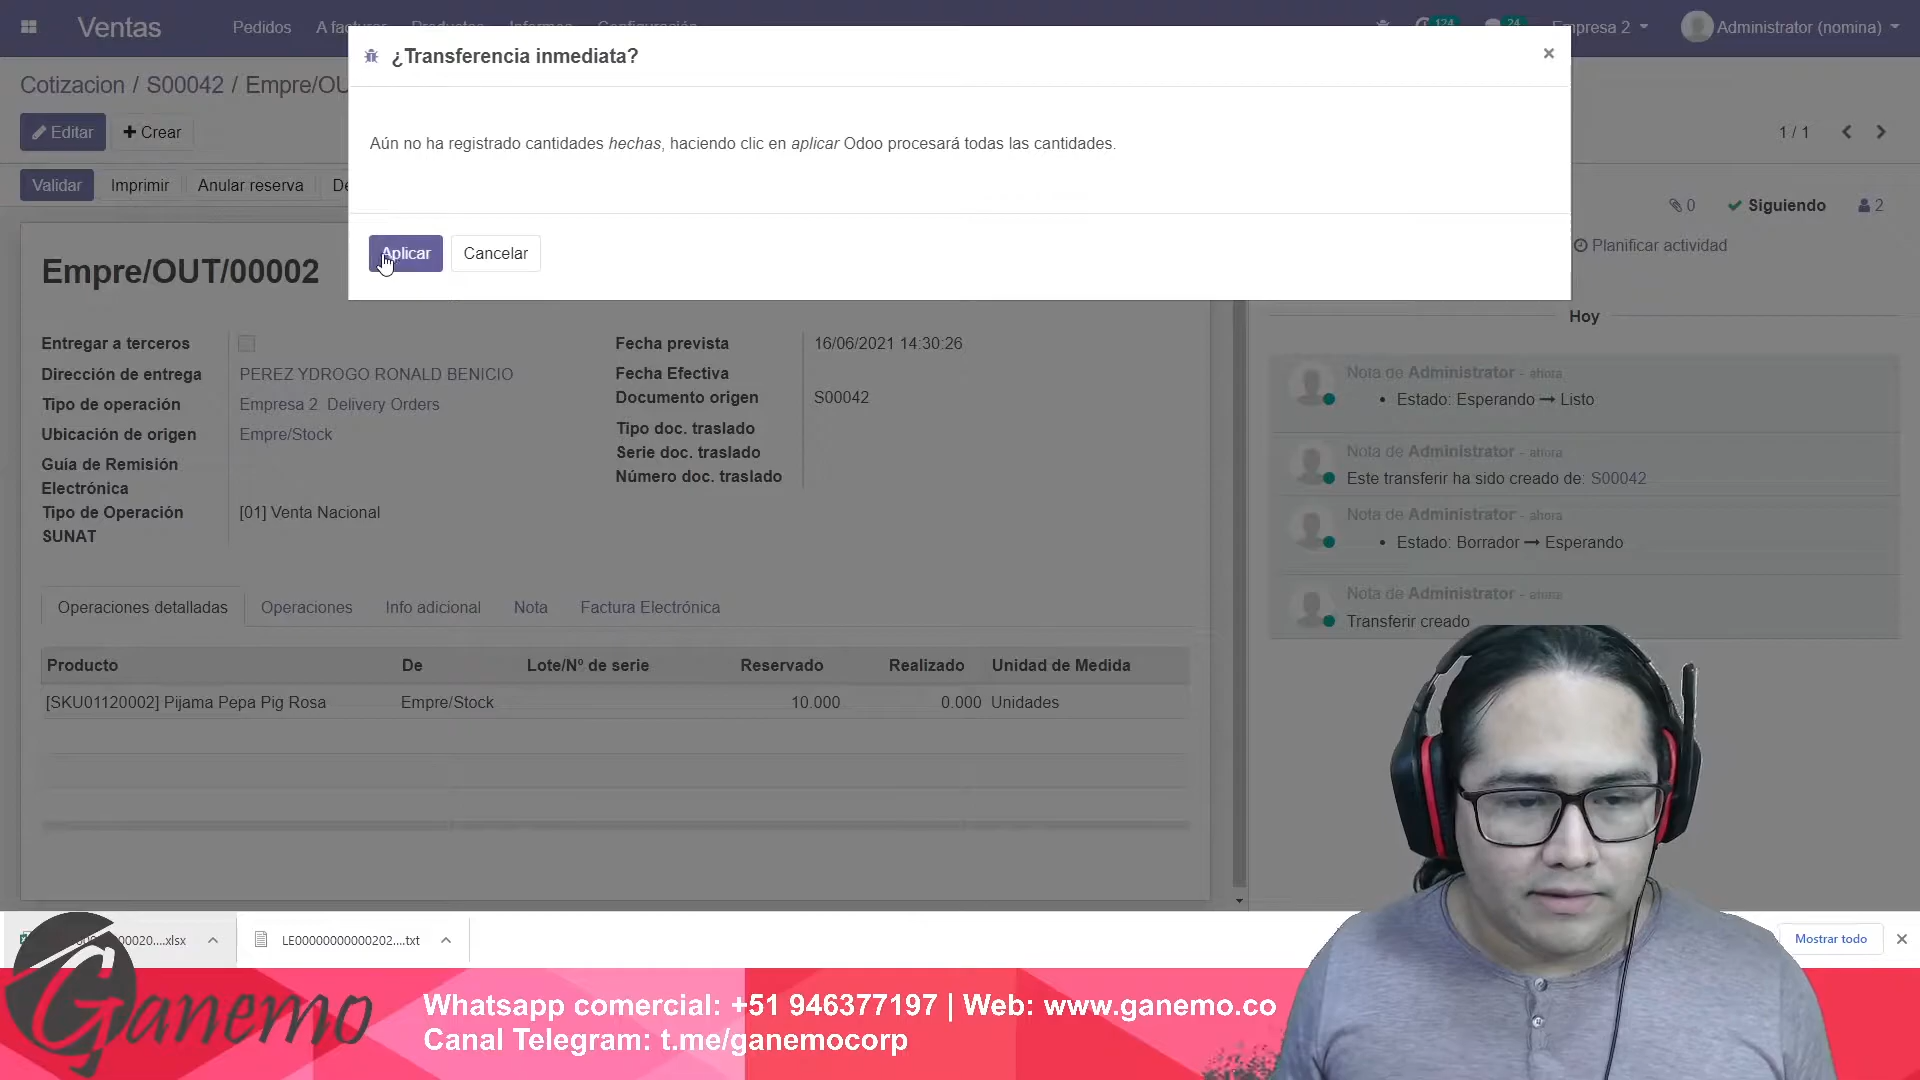 Ventas
Pedidos
Productos
Informes
Configuración
124
24
Empresa 2
Administrator (nomina)
¿Transferencia inmediata?
×
Cotizacion / S00042 / Empre/OU
Editar
Crear
1 / 1
Aún no ha registrado cantidades hechas, haciendo clic en aplicar Odoo procesará todas las cantidades.
Validar
Imprimir
Anular reserva
Aplicar
Cancelar
0
Siguiendo
2
Planificar actividad
Empre/OUT/00002
Entregar a terceros
Dirección de entrega PEREZ YDROGO RONALD BENICIO
Tipo de operación Empresa 2 Delivery Orders
Ubicación de origen Empre/Stock
Guía de Remisión
Electrónica
Tipo de Operación [01] Venta Nacional
SUNAT
Fecha prevista 16/06/2021 14:30:26
Fecha Efectiva
Documento origen S00042
Tipo doc. traslado
Serie doc. traslado
Número doc. traslado
Hoy
Nota de Administrator - ahora
• Estado: Esperando → Listo
Nota de Administrator - ahora
Este transferir ha sido creado de: S00042
Nota de Administrator - ahora
• Estado: Borrador → Esperando
Nota de Administrator - ahora
Transferir creado
Operaciones detalladas
Operaciones
Info adicional
Nota
Factura Electrónica
Producto De Lote/Nº de serie Reservado Realizado Unidad de Medida
[SKU01120002] Pijama Pepa Pig Rosa Empre/Stock 10.000 0.000 Unidades
LE00000000000202....txt
Mostrar todo
Ganemo
Whatsapp comercial: +51 946377197 | Web: www.ganemo.co
Canal Telegram: t.me/ganemocorp